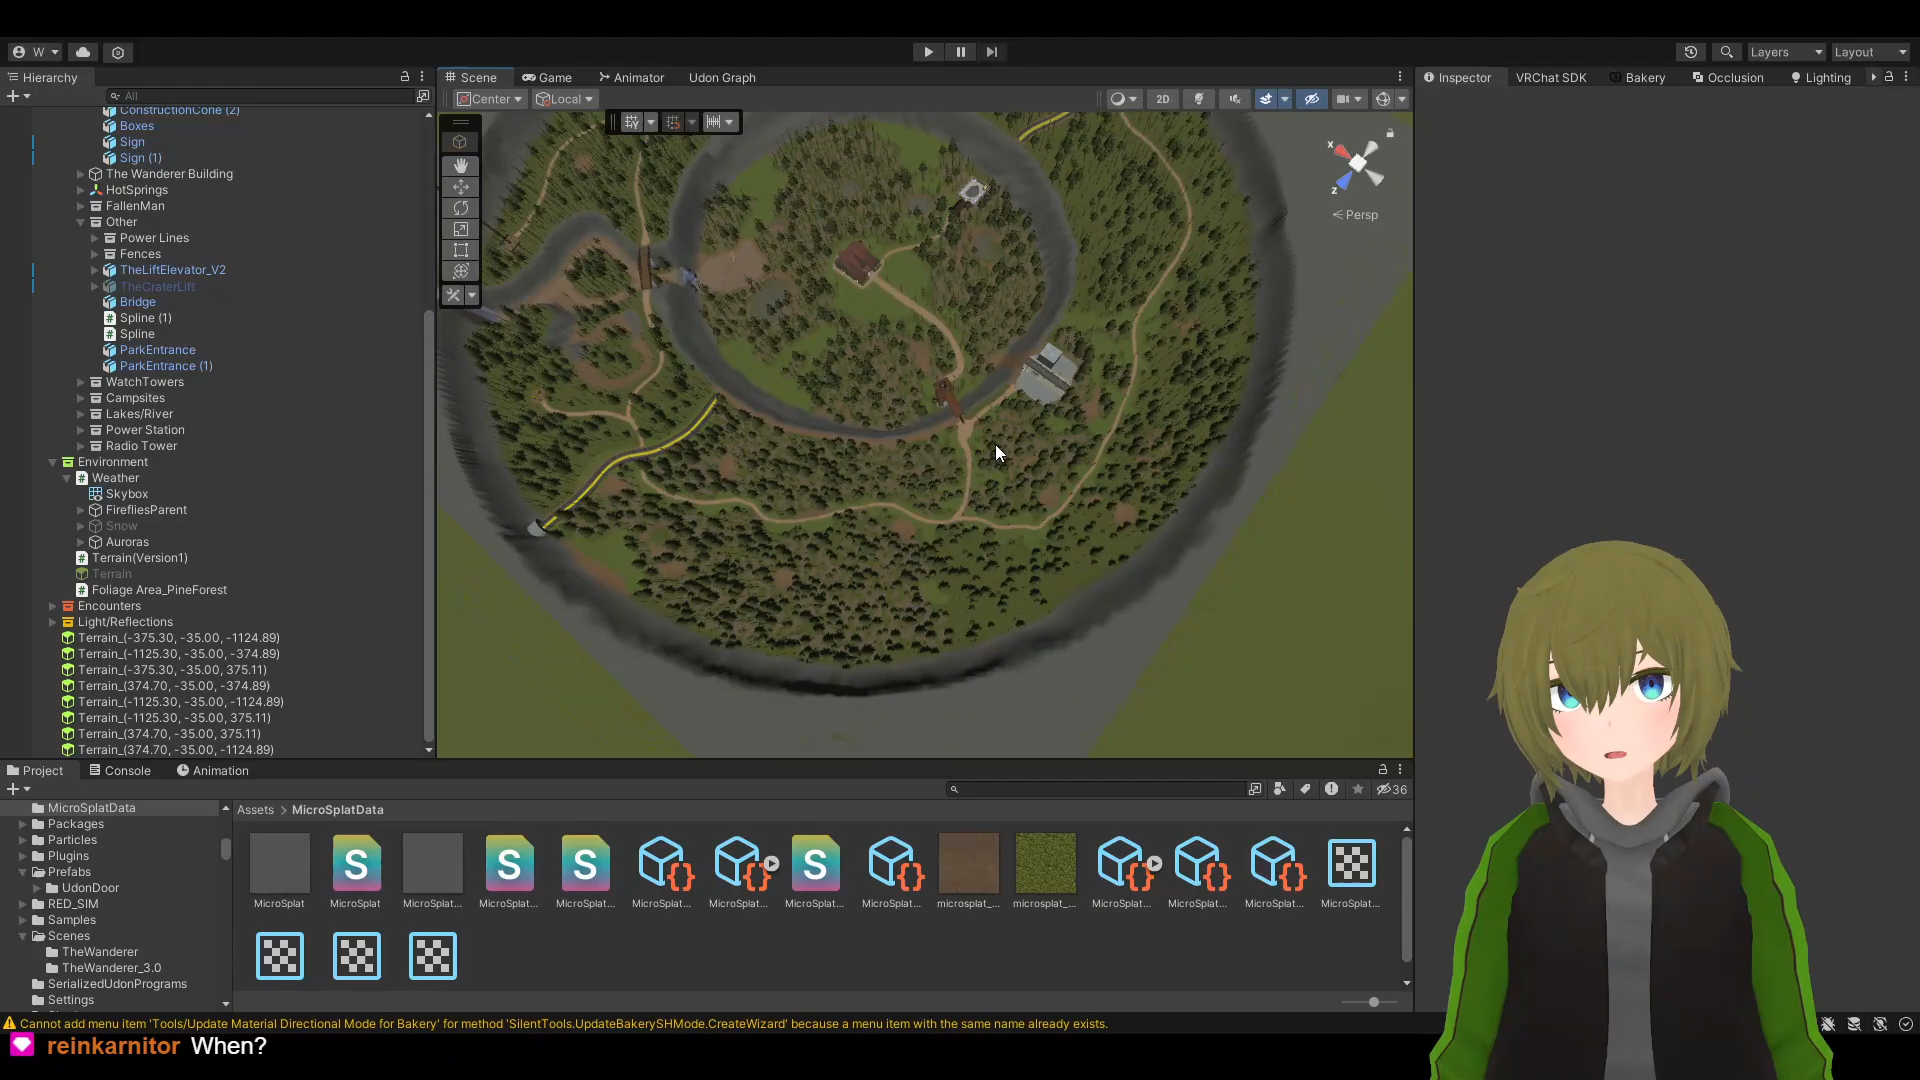 W
Layers
Layout
Hierarchy
Scene
Game
Animator
Udon Graph
Inspector
VRChat SDK
Bakery
Occlusion
Lighting
All
Center
Local
2D
ConstructionCone (2)
Boxes
Sign
Sign (1)
The Wanderer Building
HotSprings
FallenMan
Other
Power Lines
Fences
TheLiftElevator_V2
TheCraterLift
Bridge
Spline (1)
Spline
ParkEntrance
ParkEntrance (1)
WatchTowers
Campsites
Lakes/River
Power Station
Radio Tower
Environment
Weather
Skybox
FirefliesParent
Snow
Auroras
Terrain(Version1)
Terrain
Foliage Area_PineForest
Encounters
Light/Reflections
Terrain_(-375.30, -35.00, -1124.89)
Terrain_(-1125.30, -35.00, -374.89)
Terrain_(-375.30, -35.00, 375.11)
Terrain_(374.70, -35.00, -374.89)
Terrain_(-1125.30, -35.00, -1124.89)
Terrain_(-1125.30, -35.00, 375.11)
Terrain_(374.70, -35.00, 375.11)
Terrain_(374.70, -35.00, -1124.89)
x
z
< Persp
Project
Console
Animation
36
MicroSplatData
Packages
Particles
Plugins
Prefabs
UdonDoor
RED_SIM
Samples
Scenes
TheWanderer
TheWanderer_3.0
SerializedUdonPrograms
Settings
Assets > MicroSplatData
MicroSplat
MicroSplat
MicroSplat...
MicroSplat...
MicroSplat...
MicroSplat...
MicroSplat...
MicroSplat...
MicroSplat...
microsplat_...
microsplat_...
MicroSplat...
MicroSplat...
MicroSplat...
MicroSplat...
Cannot add menu item 'Tools/Update Material Directional Mode for Bakery' for method 'SilentTools.UpdateBakerySHMode.CreateWizard' because a menu item with the same name already exists.
reinkarnitor When?